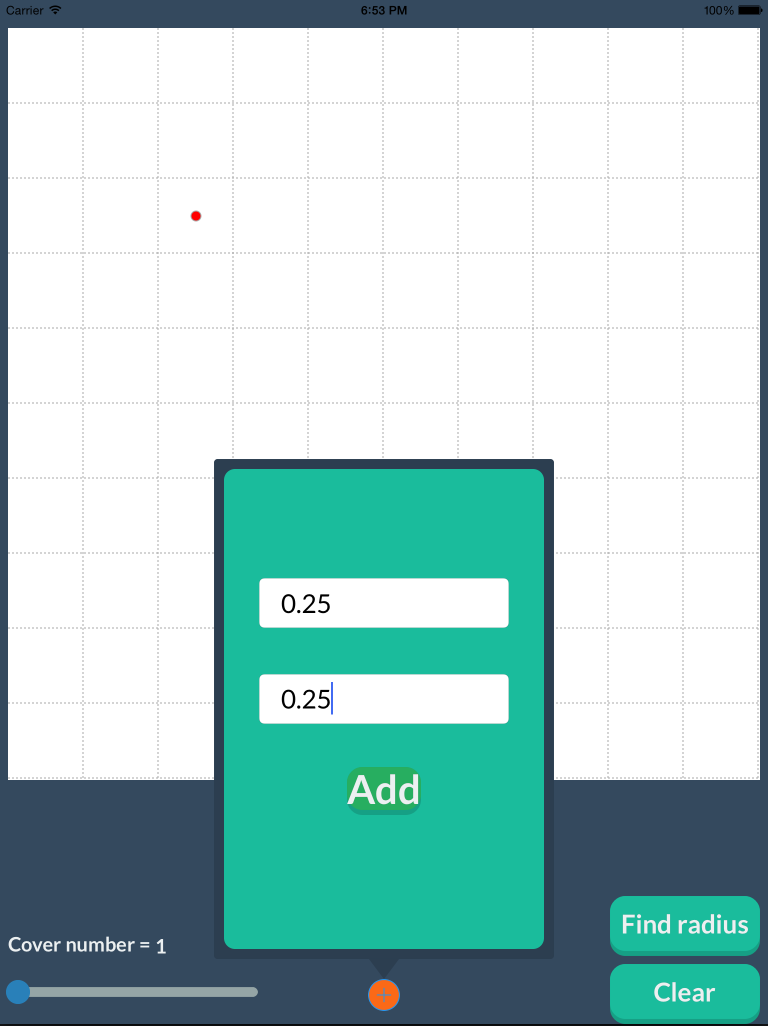 Carrier 6:53 PM 100%
0.25
0.25
Add
Find radius
Cover number = 1
Clear